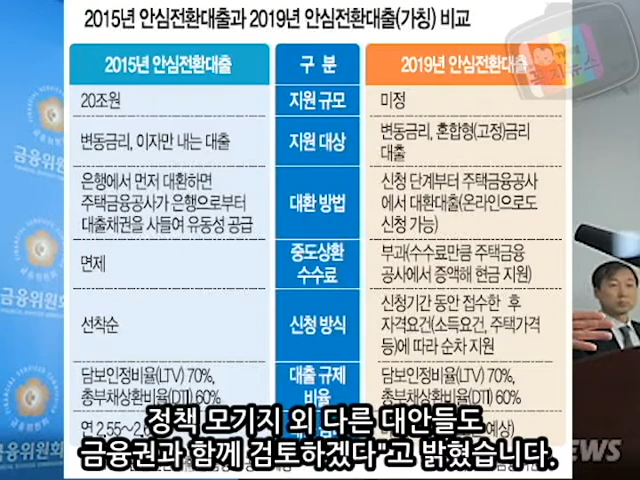 2015년 안심전환대출과 2019년 안심전환대출(가칭) 비교
2015년 안심전환대출
구 분
2019년 안심전환대출
20조원
지원 규모
미정
변동금리, 이자만 내는 대출
지원 대상
변동금리, 혼합형(고정)금리
대출
은행에서 먼저 대환하면
주택금융공사가 은행으로부터
대출채권을 사들여 유동성 공급
대환 방법
신청 단계부터 주택금융공사
에서 대환대출(온라인으로도
신청 가능)
면제
중도상환
수수료
부과(수수료만큼 주택금융
공사에서 증액해 현금 지원)
선착순
신청 방식
신청기간 동안 접수한 후
자격요건(소득요건, 주택가격
등)에 따라 순차 지원
담보인정비율(LTV) 70%,
총부채상환비율(DTI) 60%
대출 규제
비율
담보인정비율(LTV) 70%,
총부채상환비율(DTI) 60%
연 2.55~2.
예상)
정책 모기지 외 다른 대안들도
금융권과 함께 검토하겠다"고 밝혔습니다.
금융위원회
금융위원회
EWS